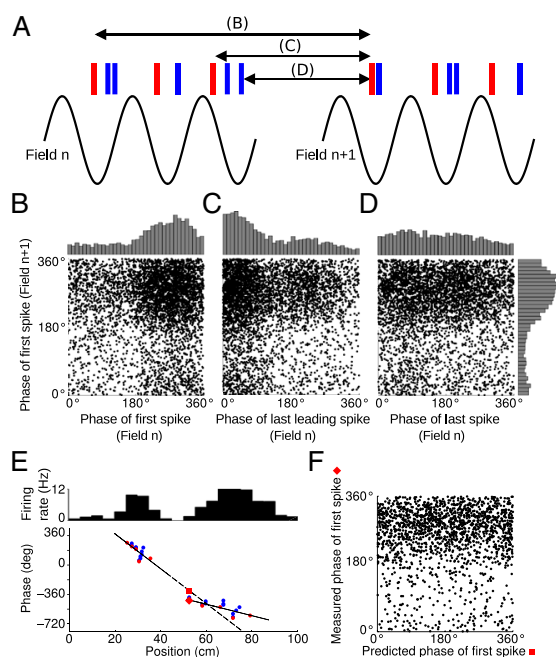 A
(B)
(C)
(D)
Field n
Field n+1
B
C
D
Phase of first spike (Field n+1)
360°
180°
0°
0° 180° 360°
0° 180° 360°
0° 180° 360°
Phase of first spike
(Field n)
Phase of last leading spike
(Field n)
Phase of last spike
(Field n)
E
Firing
rate (Hz)
12
6
0
Phase (deg)
360
0
−360
−720
0 20 40 60 80 100
Position (cm)
F
Measured phase of first spike
360°
180°
0°
0° 180° 360°
Predicted phase of first spike